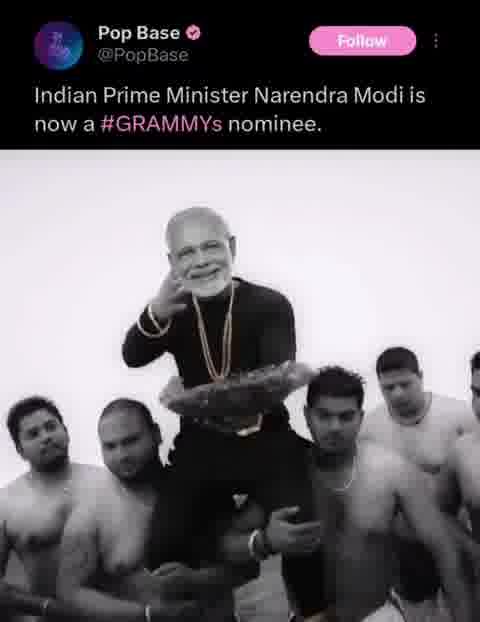 Pop Base
@PopBase
Follow
Indian Prime Minister Narendra Modi is
now a #GRAMMYs nominee.